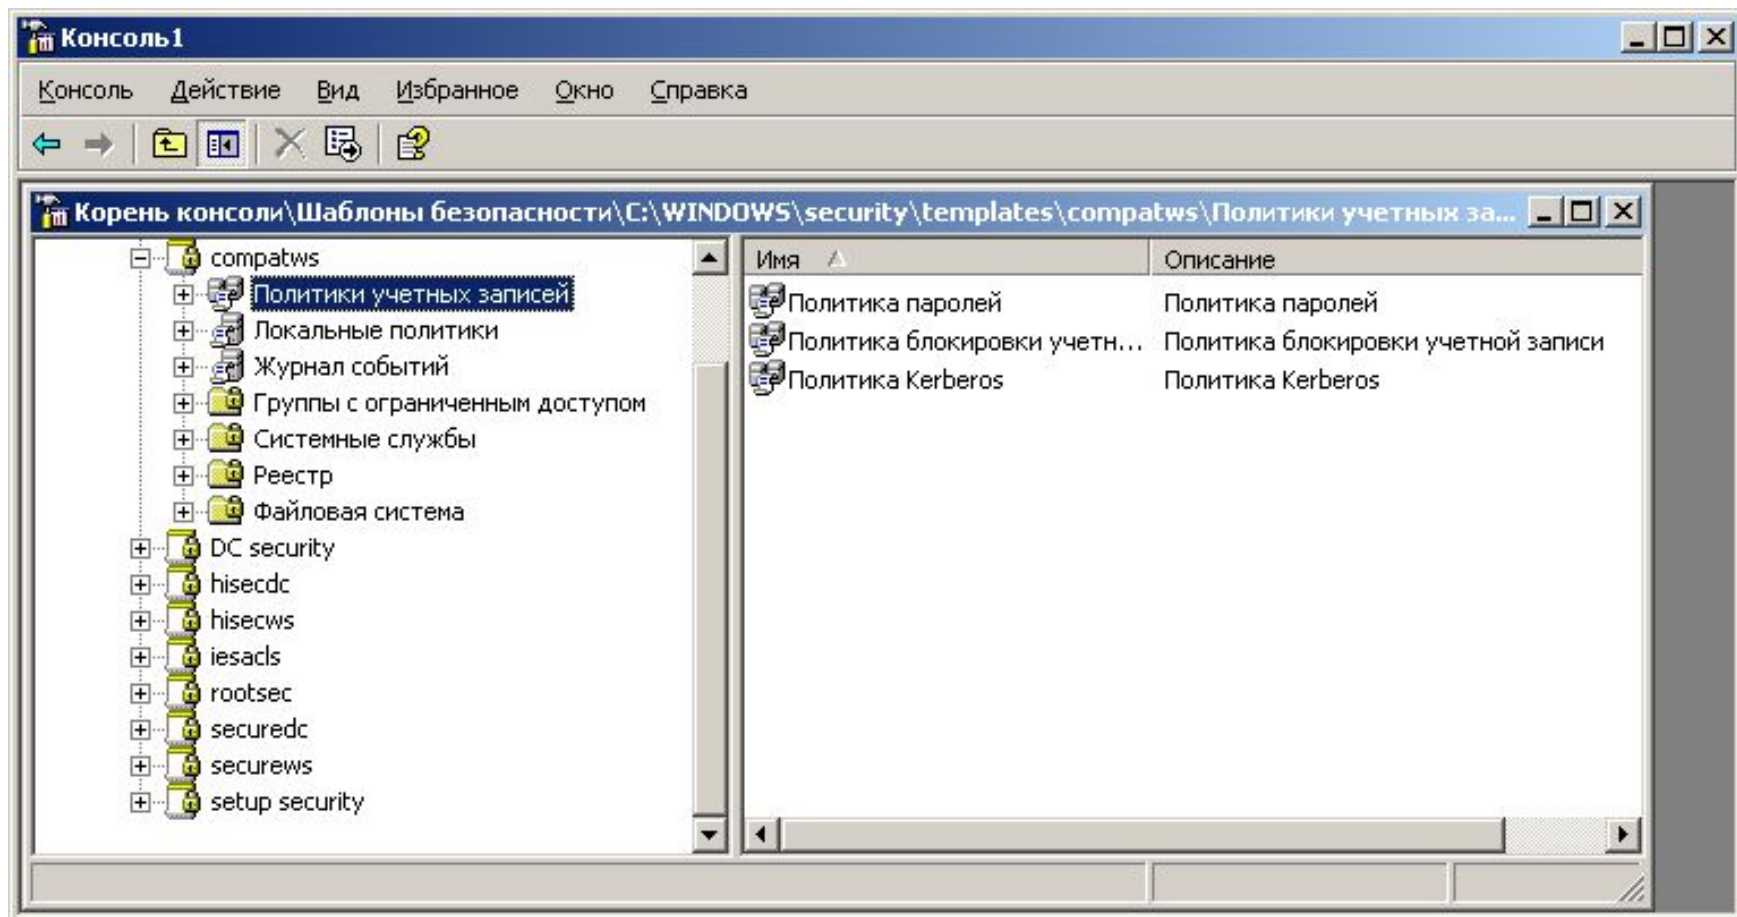 Консоль1
Консоль Действие Вид Избранное Окно Справка
Корень консоли\Шаблоны безопасности\C:\WINDOWS\security\templates\compatws\Политики учетных за...
compatws
Политики учетных записей
Локальные политики
Журнал событий
Группы с ограниченным доступом
Системные службы
Реестр
Файловая система
DC security
hisecdc
hisecws
iesacls
rootsec
securedc
securews
setup security
Имя Описание
Политика паролей Политика паролей
Политика блокировки учетн... Политика блокировки учетной записи
Политика Kerberos Политика Kerberos